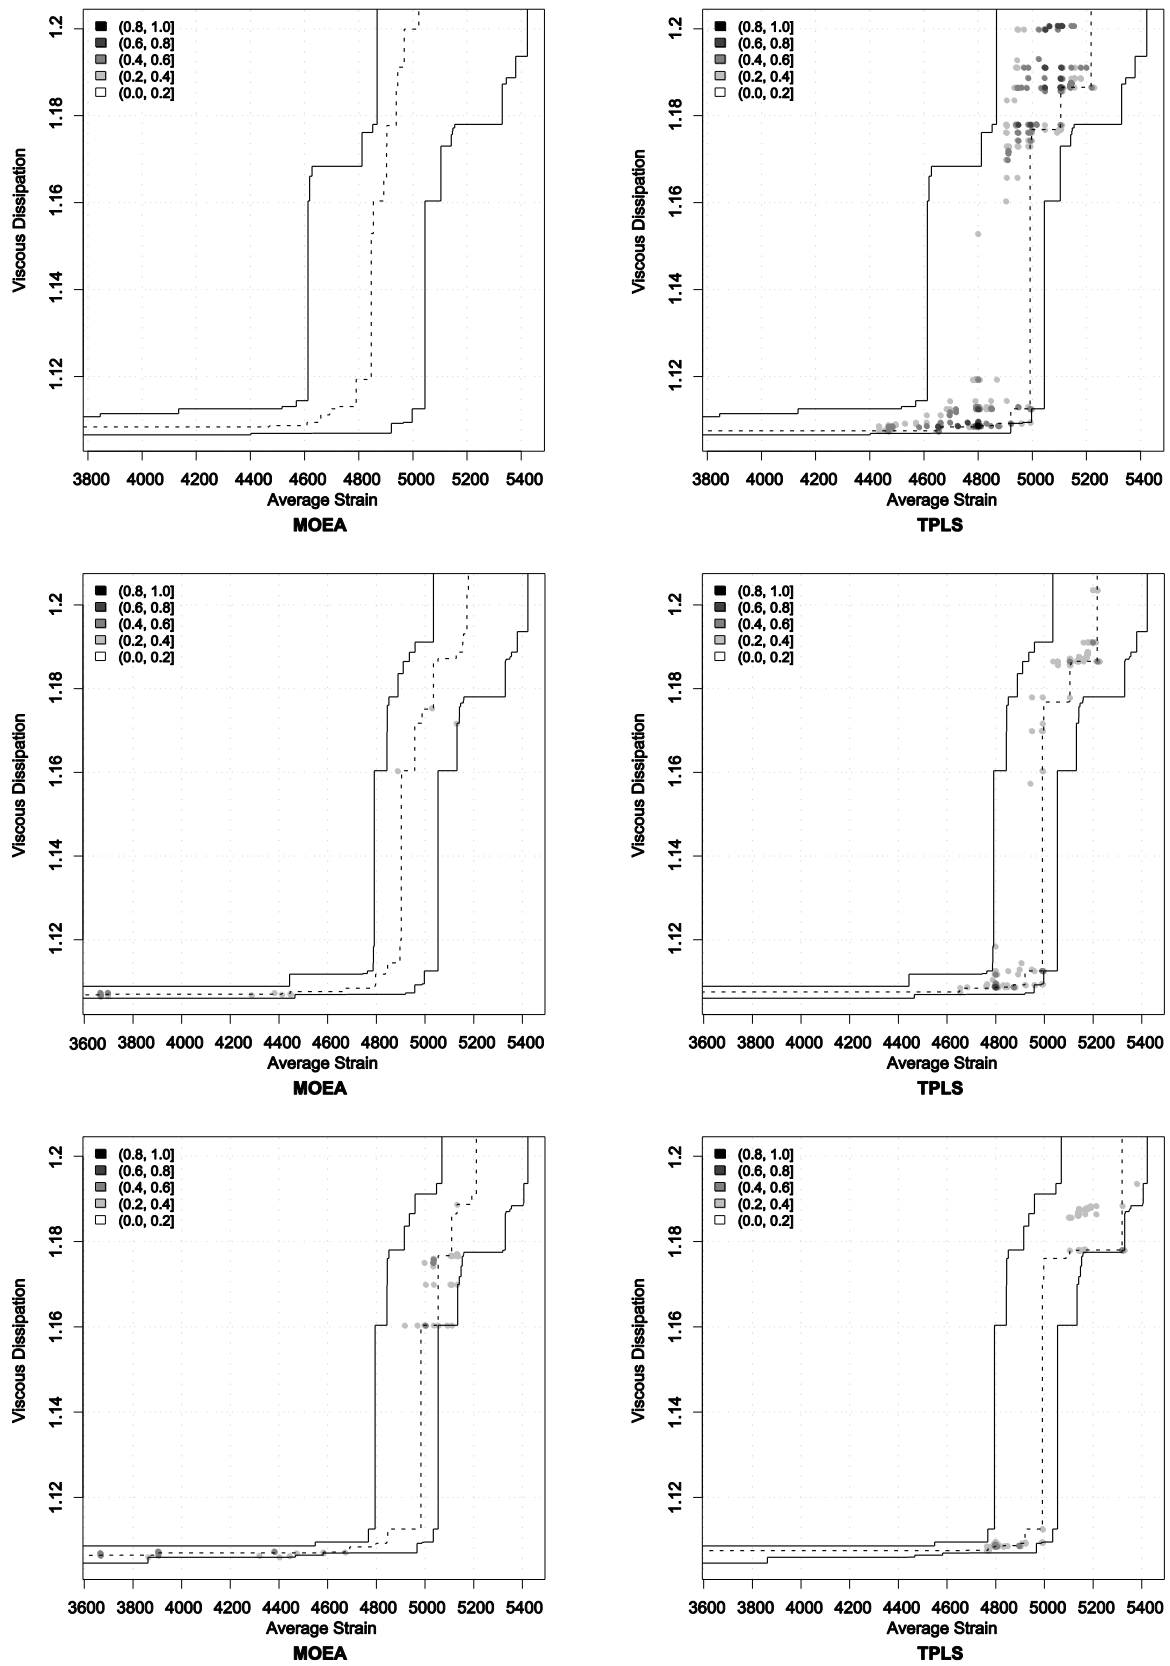 (0.8, 1.0]
(0.6, 0.8]
(0.4, 0.6]
(0.2, 0.4]
(0.0, 0.2]
Viscous Dissipation
1.2
1.18
1.16
1.14
1.12
3800 4000 4200 4400 4600 4800 5000 5200 5400
Average Strain
MOEA
(0.8, 1.0]
(0.6, 0.8]
(0.4, 0.6]
(0.2, 0.4]
(0.0, 0.2]
Viscous Dissipation
1.2
1.18
1.16
1.14
1.12
3800 4000 4200 4400 4600 4800 5000 5200 5400
Average Strain
TPLS
(0.8, 1.0]
(0.6, 0.8]
(0.4, 0.6]
(0.2, 0.4]
(0.0, 0.2]
Viscous Dissipation
1.2
1.18
1.16
1.14
1.12
3600 3800 4000 4200 4400 4600 4800 5000 5200 5400
Average Strain
MOEA
(0.8, 1.0]
(0.6, 0.8]
(0.4, 0.6]
(0.2, 0.4]
(0.0, 0.2]
Viscous Dissipation
1.2
1.18
1.16
1.14
1.12
3600 3800 4000 4200 4400 4600 4800 5000 5200 5400
Average Strain
TPLS
(0.8, 1.0]
(0.6, 0.8]
(0.4, 0.6]
(0.2, 0.4]
(0.0, 0.2]
Viscous Dissipation
1.2
1.18
1.16
1.14
1.12
3600 3800 4000 4200 4400 4600 4800 5000 5200 5400
Average Strain
MOEA
(0.8, 1.0]
(0.6, 0.8]
(0.4, 0.6]
(0.2, 0.4]
(0.0, 0.2]
Viscous Dissipation
1.2
1.18
1.16
1.14
1.12
3600 3800 4000 4200 4400 4600 4800 5000 5200 5400
Average Strain
TPLS